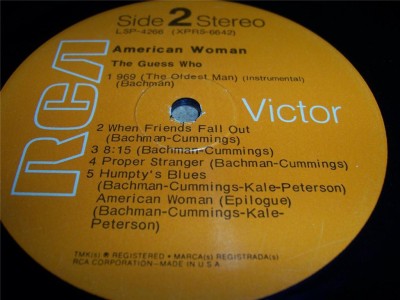 Side 2 Stereo
LSP-4266 (XPRS-6642)
American Woman
The Guess Who
1 969 (The Oldest Man) (Instrumental)
(Bachman)
RCA Victor
2 When Friends Fall Out
(Bachman-Cummings)
3 8:15 (Bachman-Cummings)
4 Proper Stranger (Bachman-Cummings)
5 Humpty's Blues
(Bachman-Cummings-Kale-Peterson)
American Woman (Epilogue)
(Bachman-Cummings-Kale-
Peterson)
TMK(s) ® REGISTERED • MARCA(s) REGISTRADA(s)
RCA CORPORATION—MADE IN U.S.A.